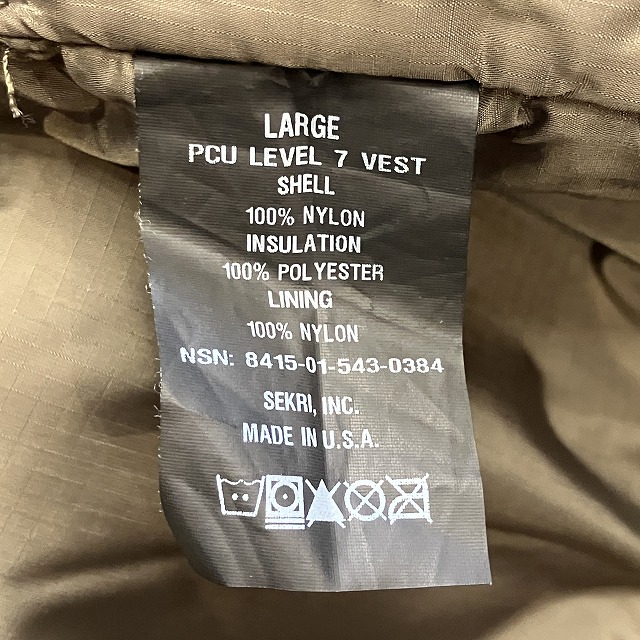 LARGE
PCU LEVEL 7 VEST
SHELL
100% NYLON
INSULATION
100% POLYESTER
LINING
100% NYLON
NSN: 8415-01-543-0384
SEKRI, INC.
MADE IN U.S.A.